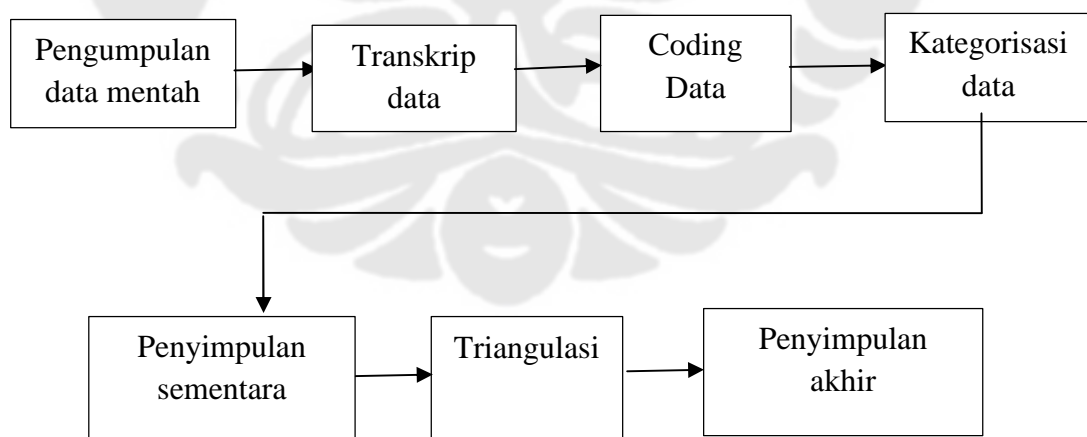 Pengumpulan
data mentah
Transkrip
data
Coding
Data
Kategorisasi
data
Penyimpulan
sementara
Triangulasi
Penyimpulan
akhir